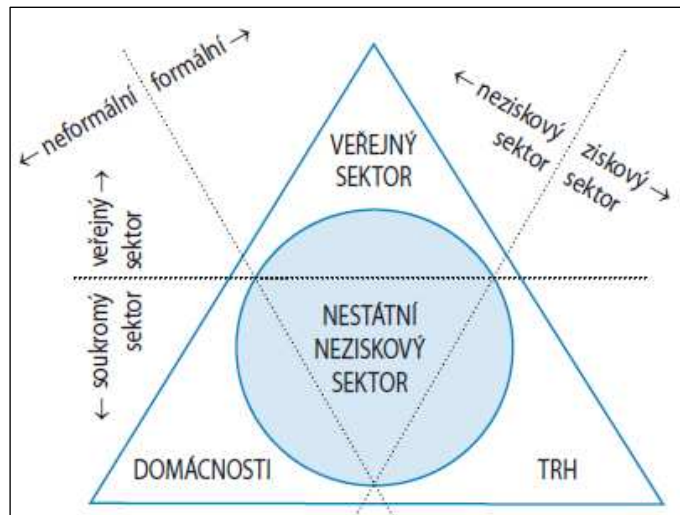 ← neformální formální →
← neziskový ziskový →
sektor sektor
VEŘEJNÝ
SEKTOR
← soukromý veřejný →
sektor sektor
NESTÁTNÍ
NEZISKOVÝ
SEKTOR
DOMÁCNOSTI
TRH